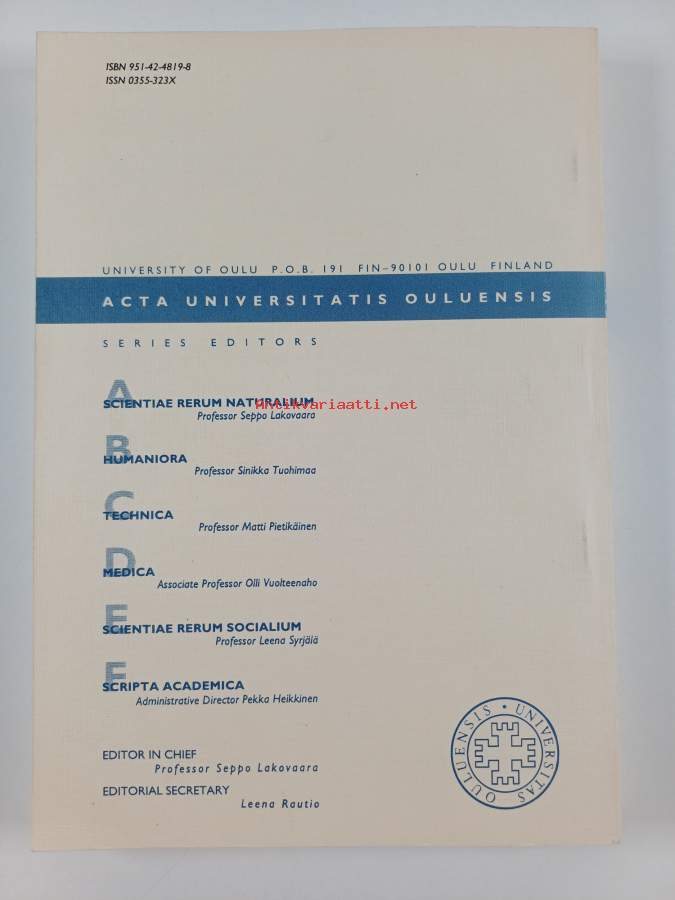 ISBN 951-42-4819-8
ISSN 0355-323X
UNIVERSITY OF OULU P.O.B. 191 FIN-90101 OULU FINLAND
ACTA UNIVERSITATIS OULUENSIS
SERIES EDITORS
A
SCIENTIAE RERUM NATURALIUM
Antikvariaatti.net
Professor Seppo Lakovaara
B
HUMANIORA
Professor Sinikka Tuohimaa
C
TECHNICA
Professor Matti Pietikäinen
D
MEDICA
Associate Professor Olli Vuolteenaho
E
SCIENTIAE RERUM SOCIALIUM
Professor Leena Syrjälä
F
SCRIPTA ACADEMICA
Administrative Director Pekka Heikkinen
EDITOR IN CHIEF
Professor Seppo Lakovaara
EDITORIAL SECRETARY
Leena Rautio
UNIVERSITAS OULUENSIS